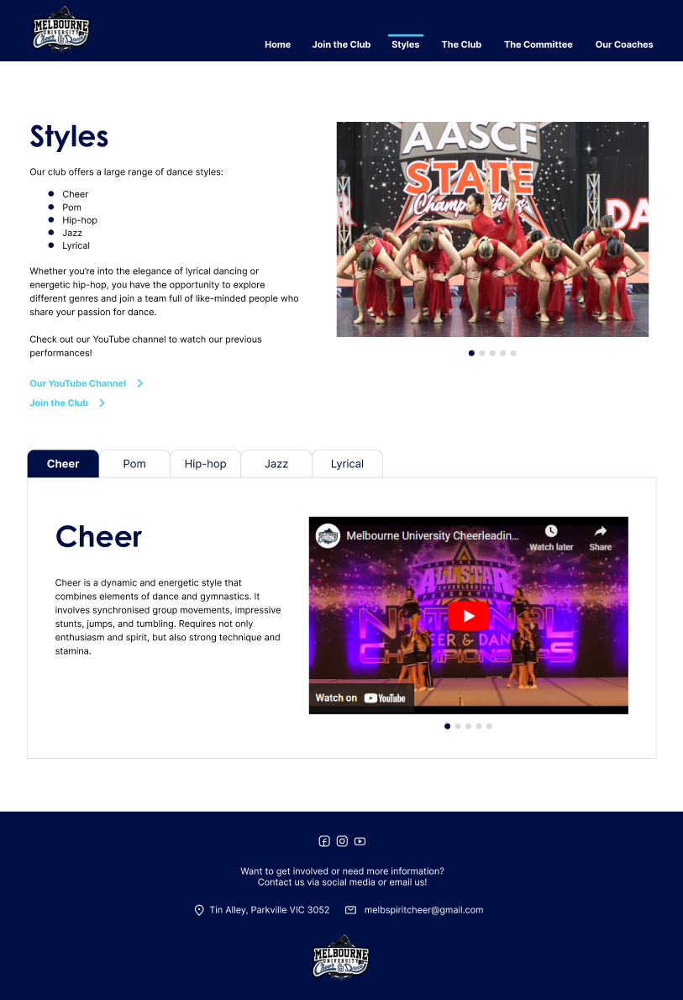 MELBOURNE
UNIVERSITY
Cheer & Dance
Home
Join the Club
Styles
The Club
The Committee
Our Coaches
Styles
Our club offers a large range of dance styles:
Cheer
Pom
Hip-hop
Jazz
Lyrical
Whether you’re into the elegance of lyrical dancing or
energetic hip-hop, you have the opportunity to explore
different genres and join a team full of like-minded people who
share your passion for dance.
Check out our YouTube channel to watch our previous
performances!
Our YouTube Channel
Join the Club
AASCF
STATE
Championships
DA
Cheer
Pom
Hip-hop
Jazz
Lyrical
Cheer
Cheer is a dynamic and energetic style that
combines elements of dance and gymnastics. It
involves synchronised group movements, impressive
stunts, jumps, and tumbling. Requires not only
enthusiasm and spirit, but also strong technique and
stamina.
Melbourne University Cheerleadin...
Watch later
Share
AUSTRALIAN
ALL STAR
CHEERLEADING
FEDERATION
NATIONAL
EER & DAN
CHAMPIONSHIPS
Watch on YouTube
Want to get involved or need more information?
Contact us via social media or email us!
Tin Alley, Parkville VIC 3052
melbspiritcheer@gmail.com
MELBOURNE
UNIVERSITY
Cheer & Dance